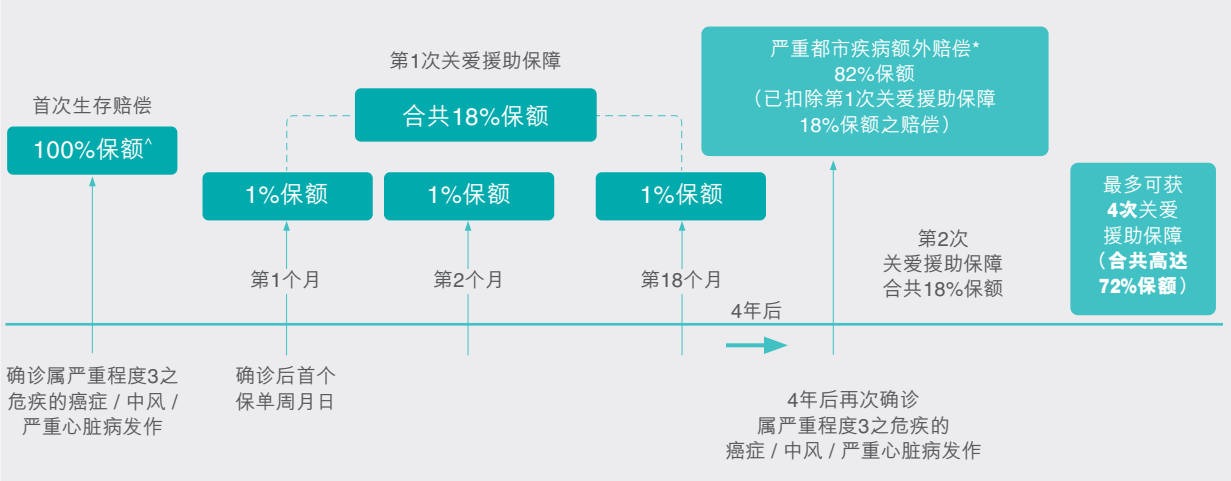 首次生存赔偿
100%保额^
第1次关爱援助保障
合共18%保额
1%保额
1%保额
1%保额
第1个月
第2个月
第18个月
严重都市疾病额外赔偿*
82%保额
（已扣除第1次关爱援助保障
18%保额之赔偿）
第2次
关爱援助保障
合共18%保额
最多可获
4次关爱
援助保障
（合共高达
72%保额）
4年后
确诊属严重程度3之
危疾的癌症 / 中风 /
严重心脏病发作
确诊后首个
保单周月日
4年后再次确诊
属严重程度3之危疾的
癌症 / 中风 / 严重心脏病发作